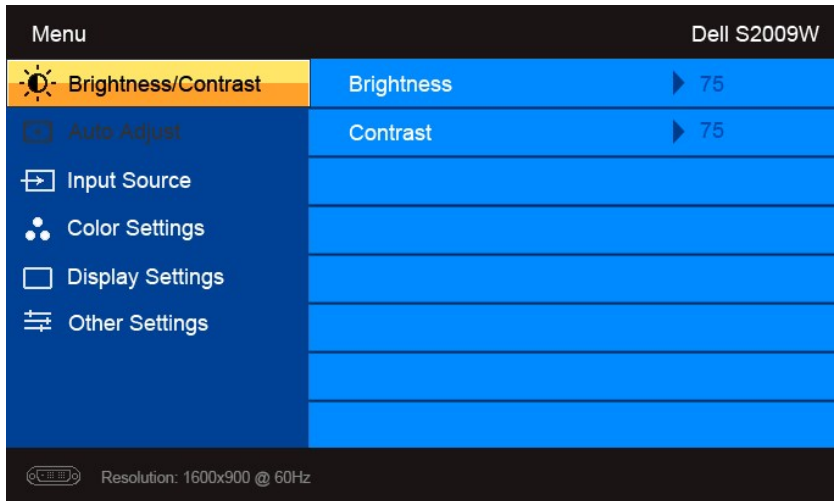 Menu Dell S2009W
Brightness/Contrast
Brightness 75
Auto Adjust
Contrast 75
Input Source
Color Settings
Display Settings
Other Settings
Resolution: 1600x900 @ 60Hz